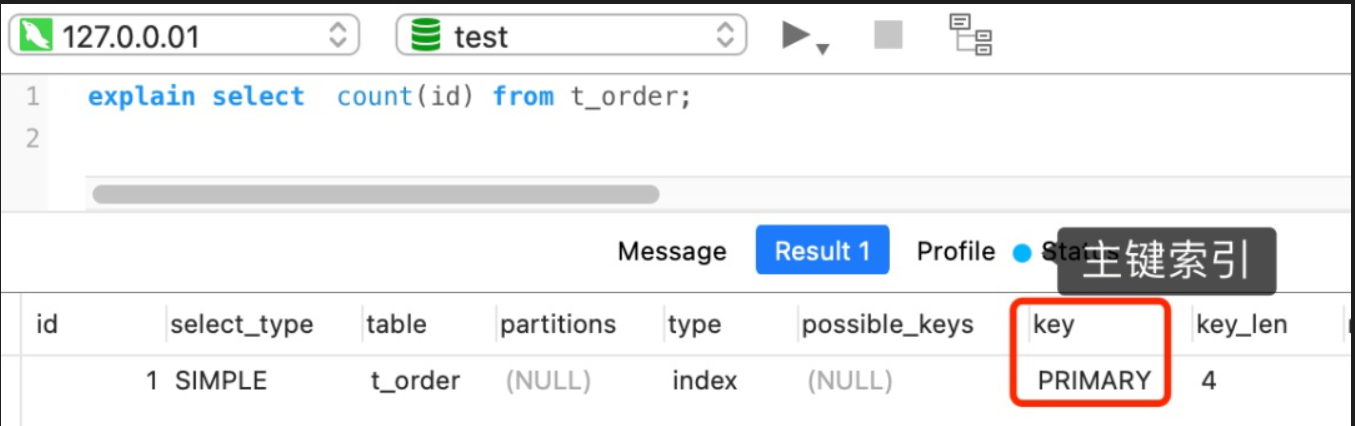 127.0.0.01 test
1 explain select count(id) from t_order;
2
Message Result 1 Profile Status
主键索引
id select_type table partitions type possible_keys key key_len
1 SIMPLE t_order (NULL) index (NULL) PRIMARY 4